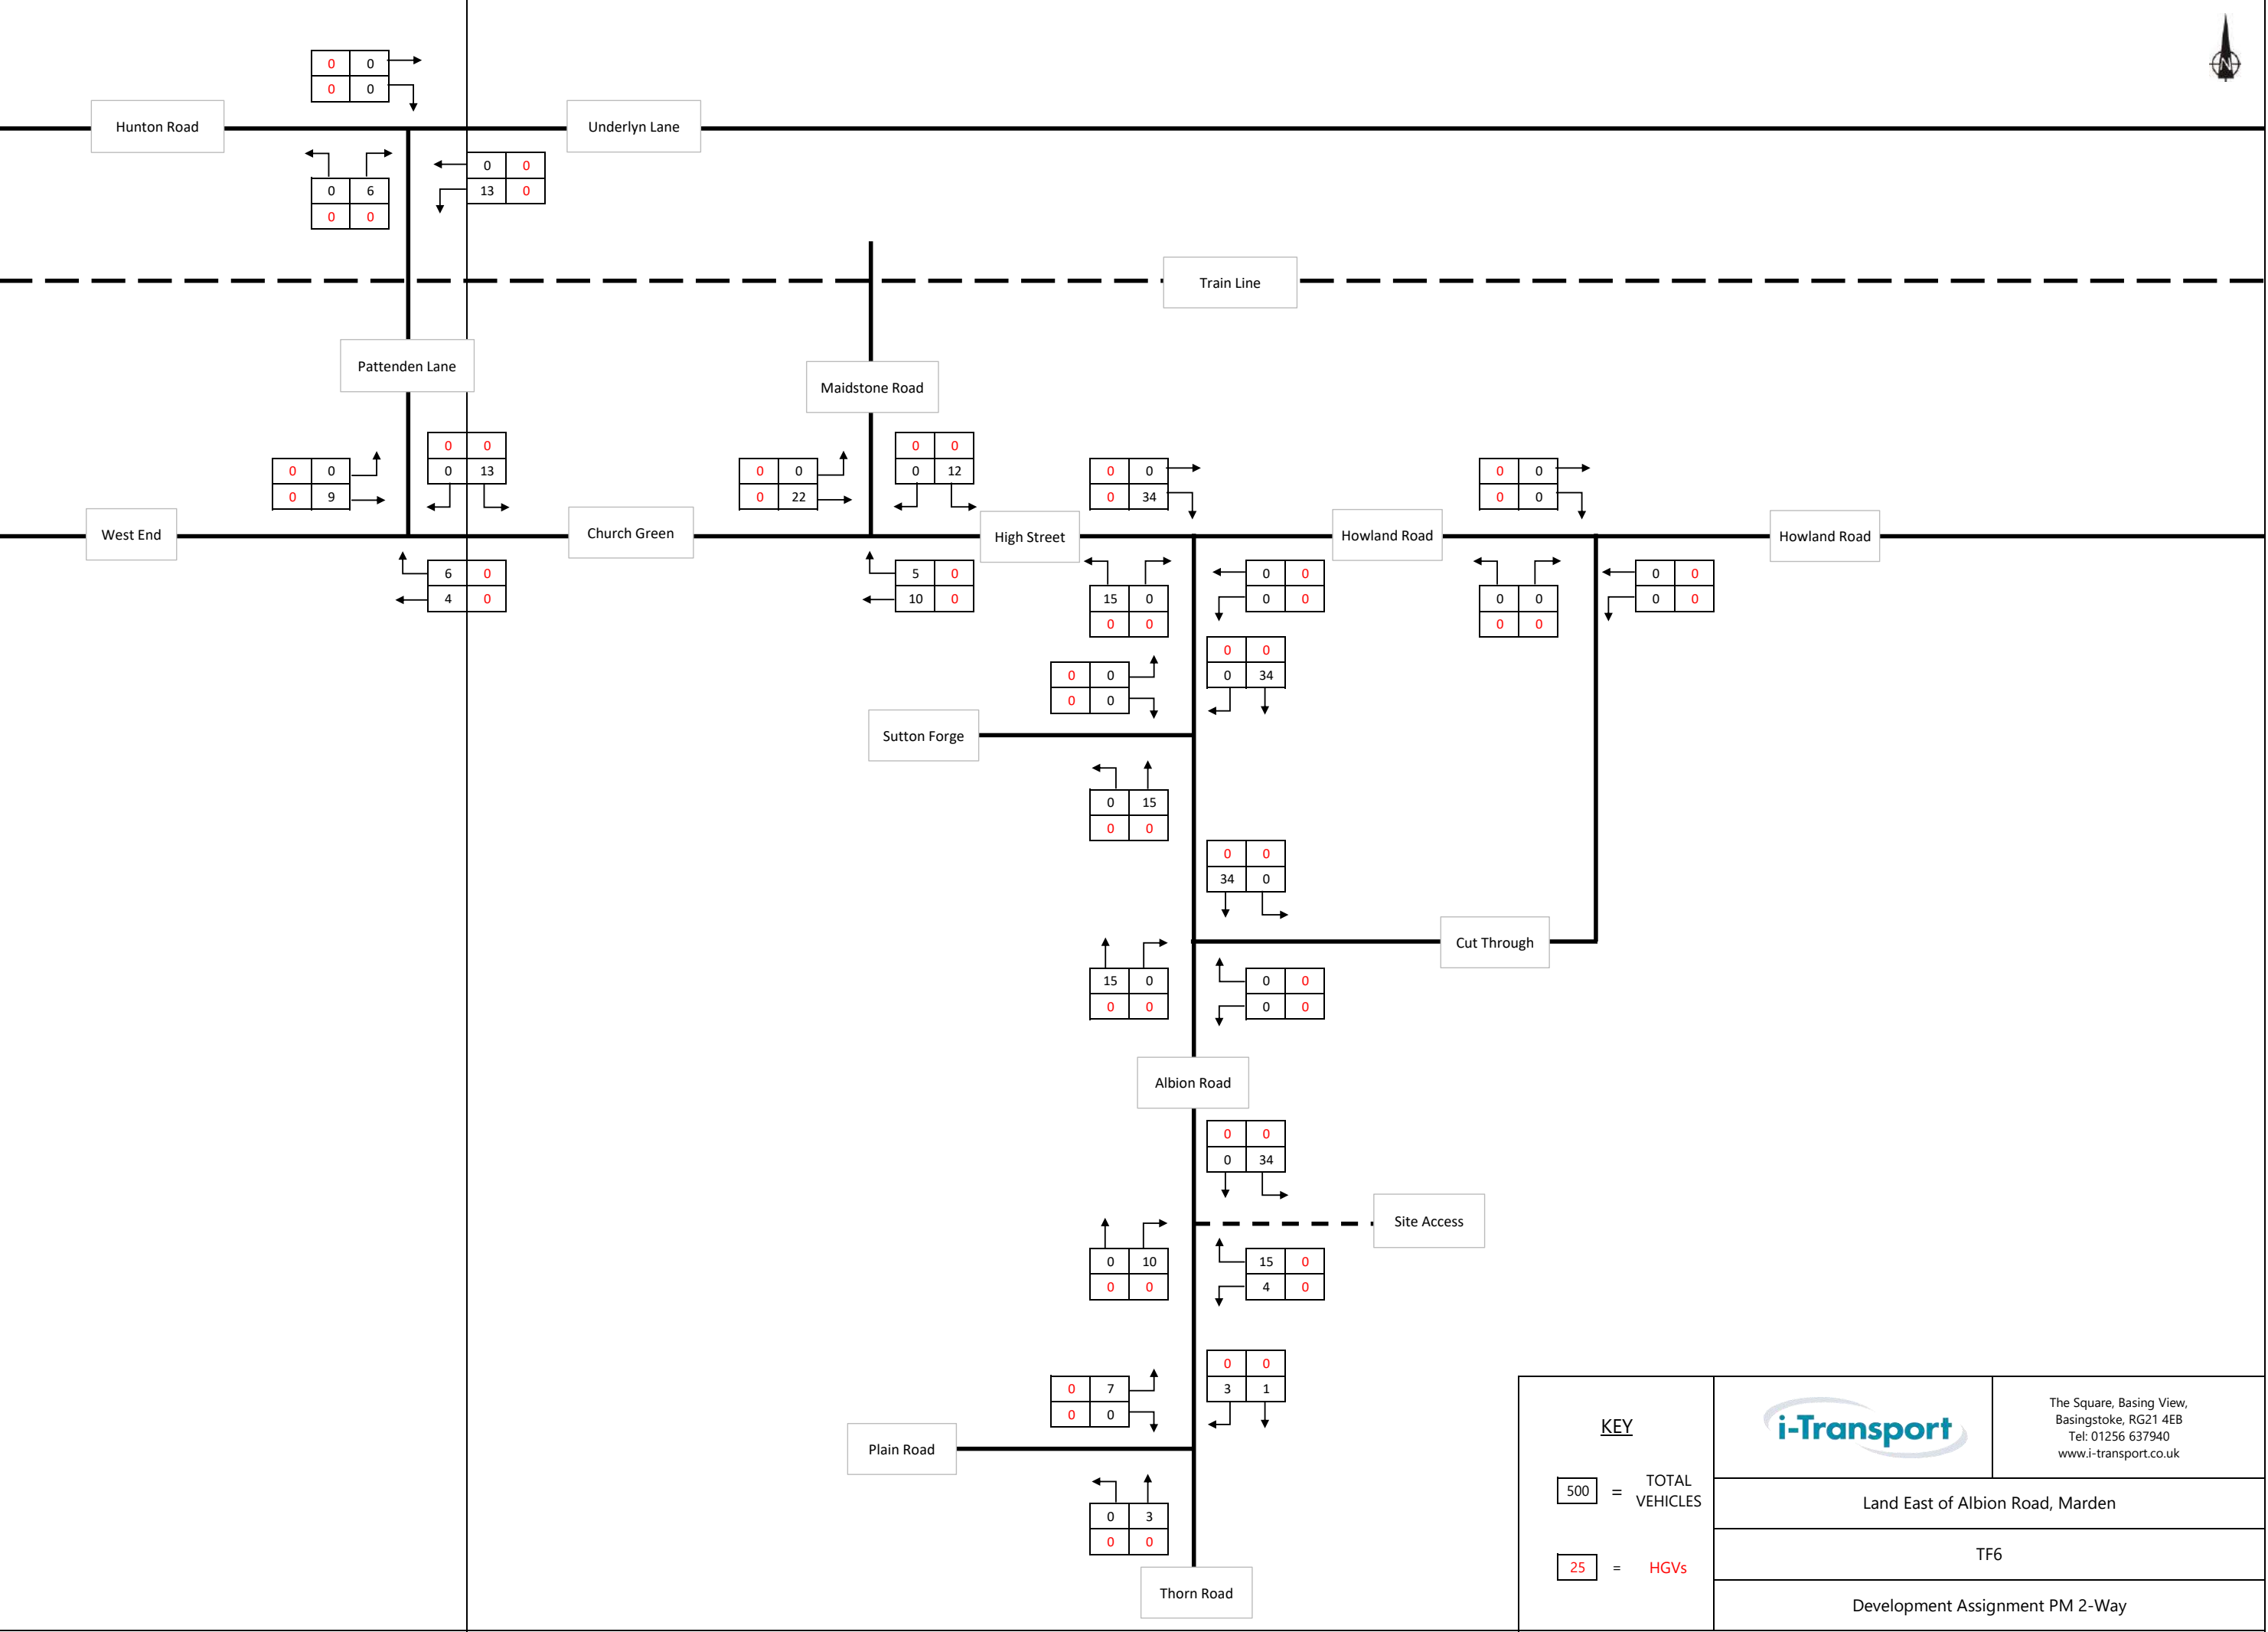 0 0
0 0
Hunton Road
Underlyn Lane
0 6
0 0
0 0
13 0
Train Line
Pattenden Lane
Maidstone Road
0 0
0 9
0 0
0 13
0 0
0 22
0 0
0 12
0 0
0 34
0 0
0 0
West End
Church Green
High Street
Howland Road
Howland Road
6 0
4 0
5 0
10 0
15 0
0 0
0 0
0 0
0 0
0 0
0 0
0 0
0 0
0 0
0 0
0 34
Sutton Forge
0 15
0 0
0 0
34 0
Cut Through
15 0
0 0
0 0
0 0
Albion Road
0 0
0 34
Site Access
0 10
0 0
15 0
4 0
0 7
0 0
0 0
3 1
Plain Road
0 3
0 0
Thorn Road
KEY
500 = TOTAL
VEHICLES
25 = HGVs
i-Transport
The Square, Basing View,
Basingstoke, RG21 4EB
Tel: 01256 637940
www.i-transport.co.uk
Land East of Albion Road, Marden
TF6
Development Assignment PM 2-Way
N